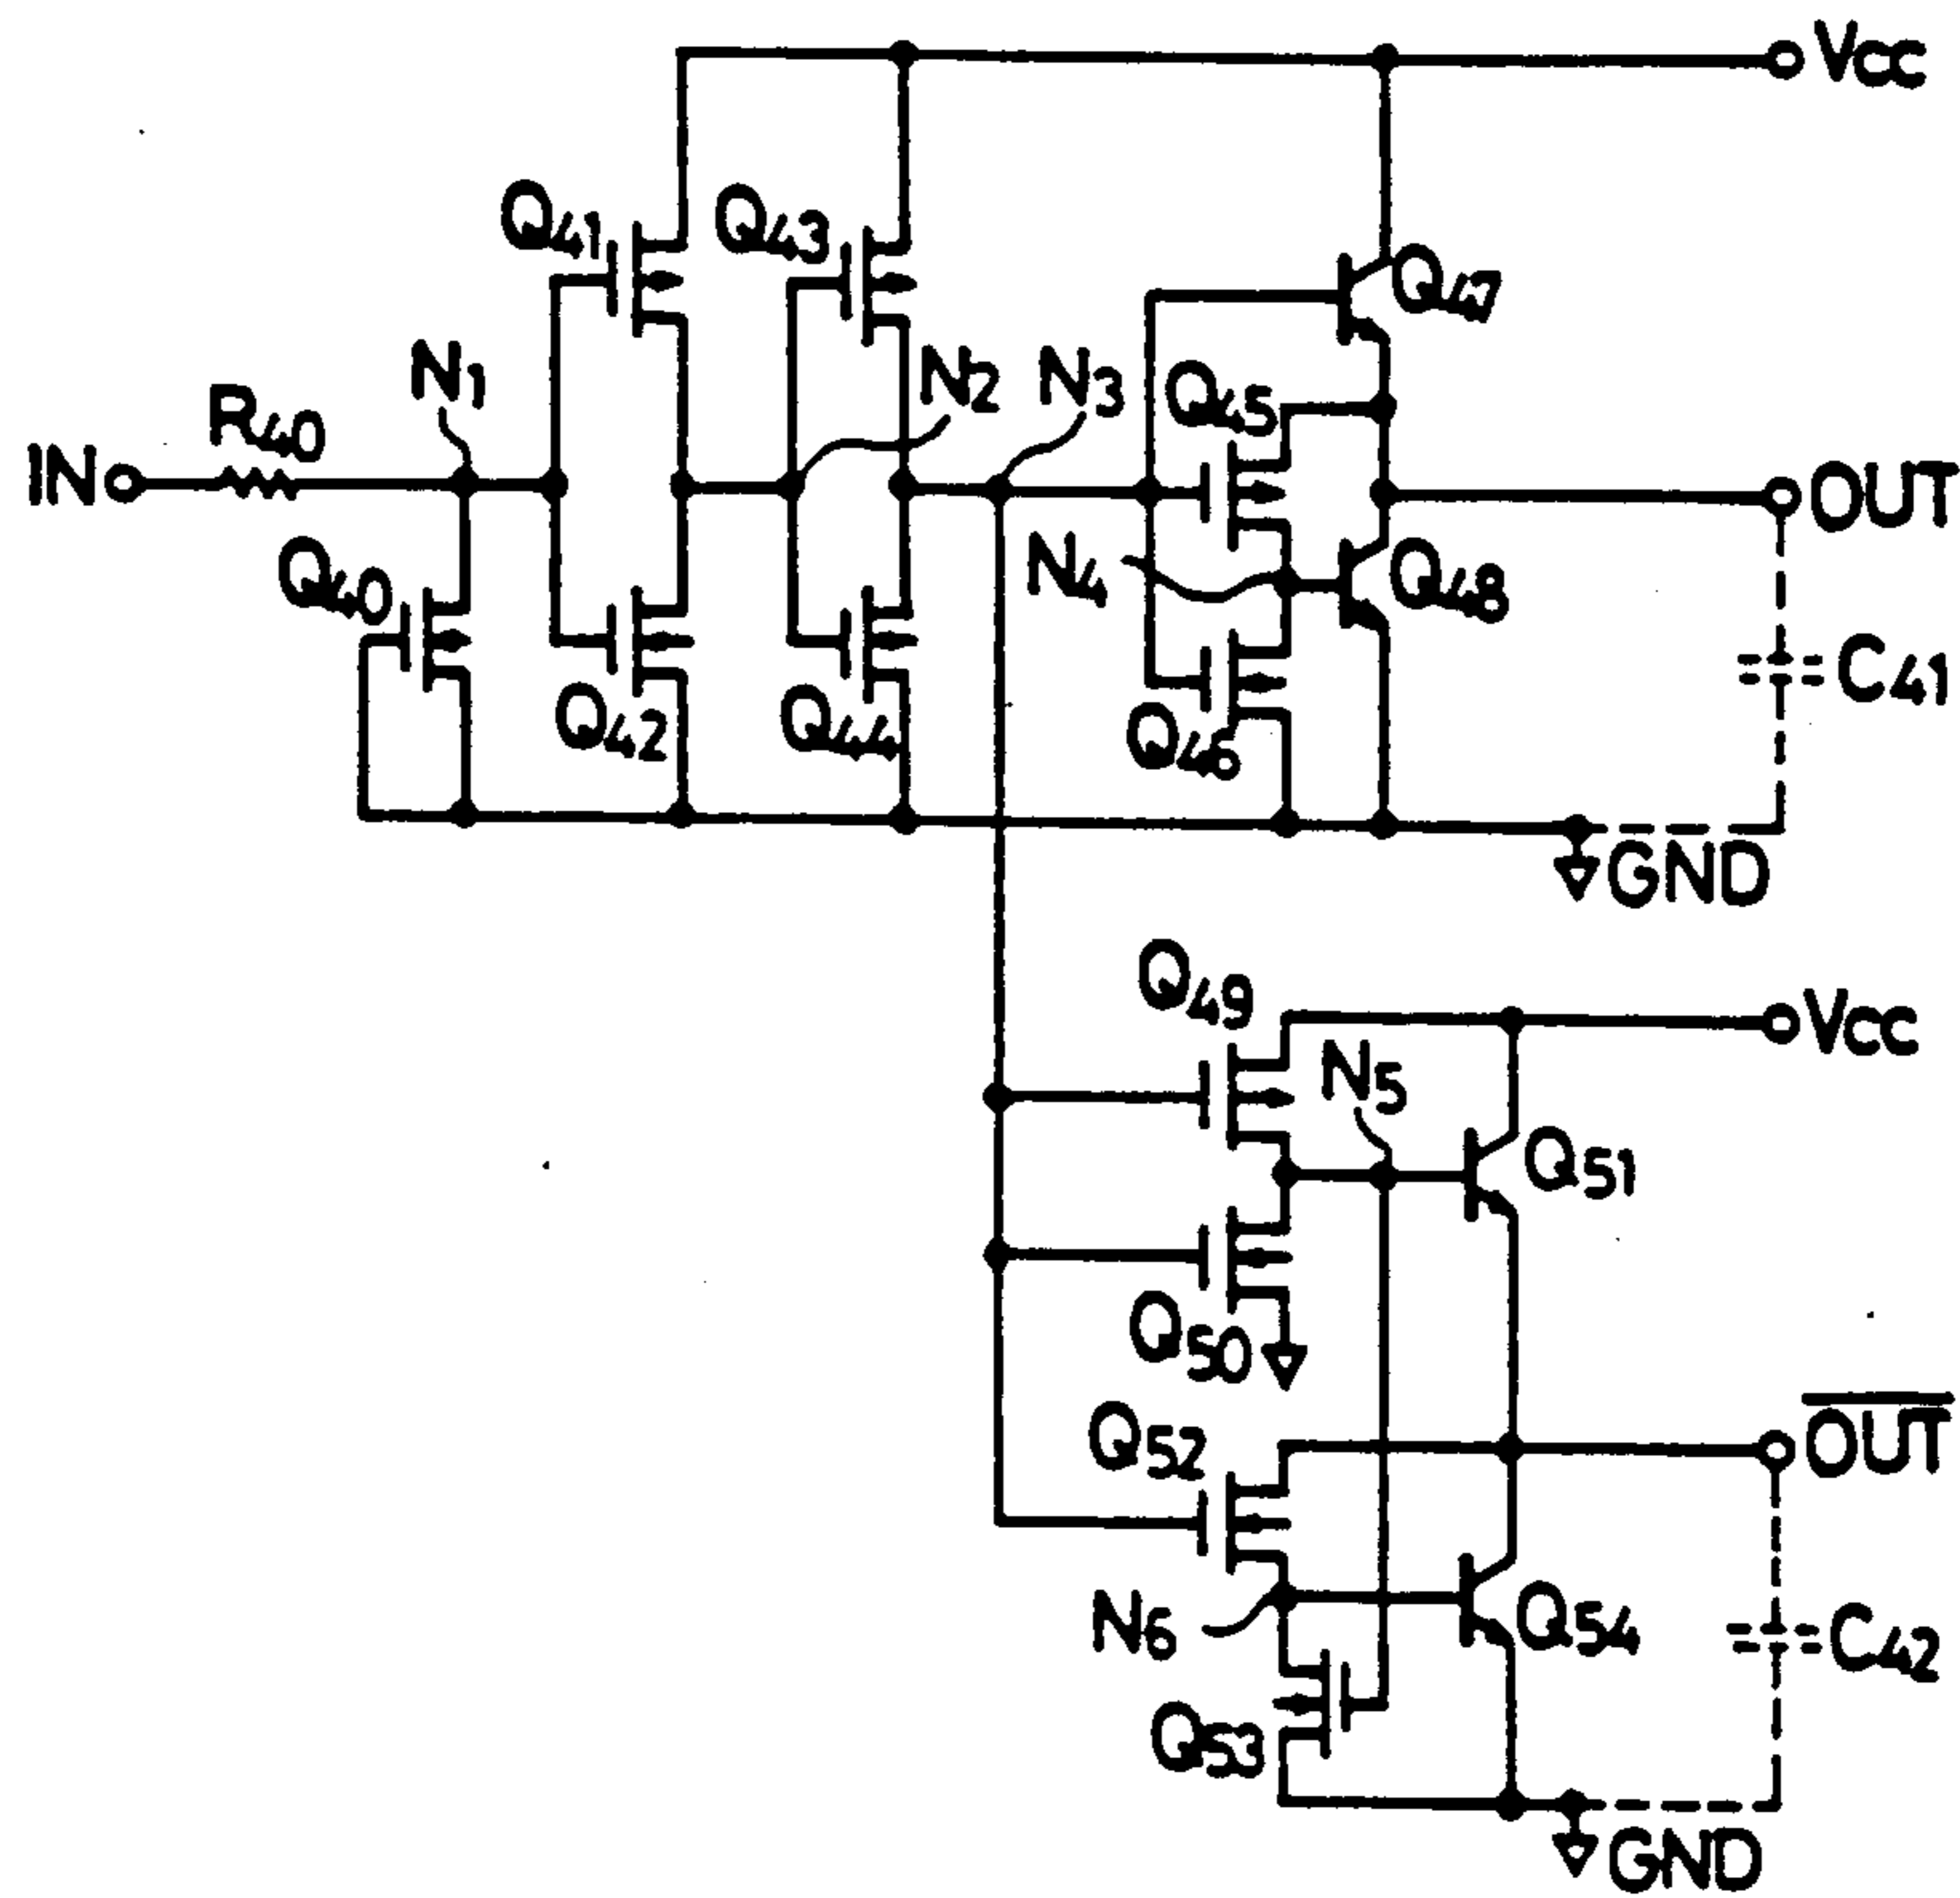 Vcc
Q41
Q43
Q47
N1
N2
N3
R40
Q45
IN
OUT
Q40
N4
Q48
C41
Q42
Q44
Q46
GND
Q49
Vcc
N5
Q51
Q50
OUT
Q52
N6
Q54
C42
Q53
GND